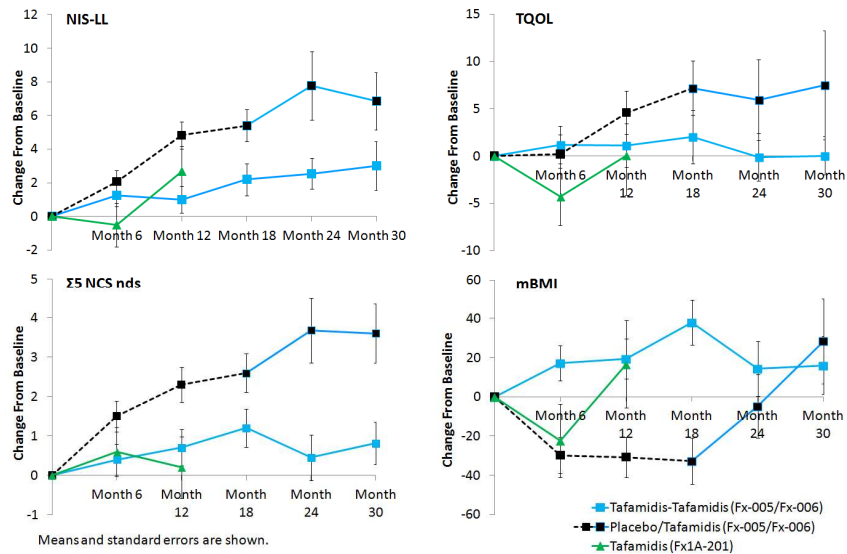 NIS-LL
Change From Baseline
12
10
8
6
4
2
0
-2
Month 6 Month 12 Month 18 Month 24 Month 30
TQOL
Change From Baseline
15
10
5
0
-5
-10
Month 6 Month 12 Month 18 Month 24 Month 30
Σ5 NCS nds
Change From Baseline
5
4
3
2
1
0
-1
Month 6 Month 12 Month 18 Month 24 Month 30
mBMI
Change From Baseline
60
40
20
0
-20
-40
-60
Month 6 Month 12 Month 18 Month 24 Month 30
Tafamidis-Tafamidis (Fx-005/Fx-006)
Placebo/Tafamidis (Fx-005/Fx-006)
Tafamidis (Fx1A-201)
Means and standard errors are shown.